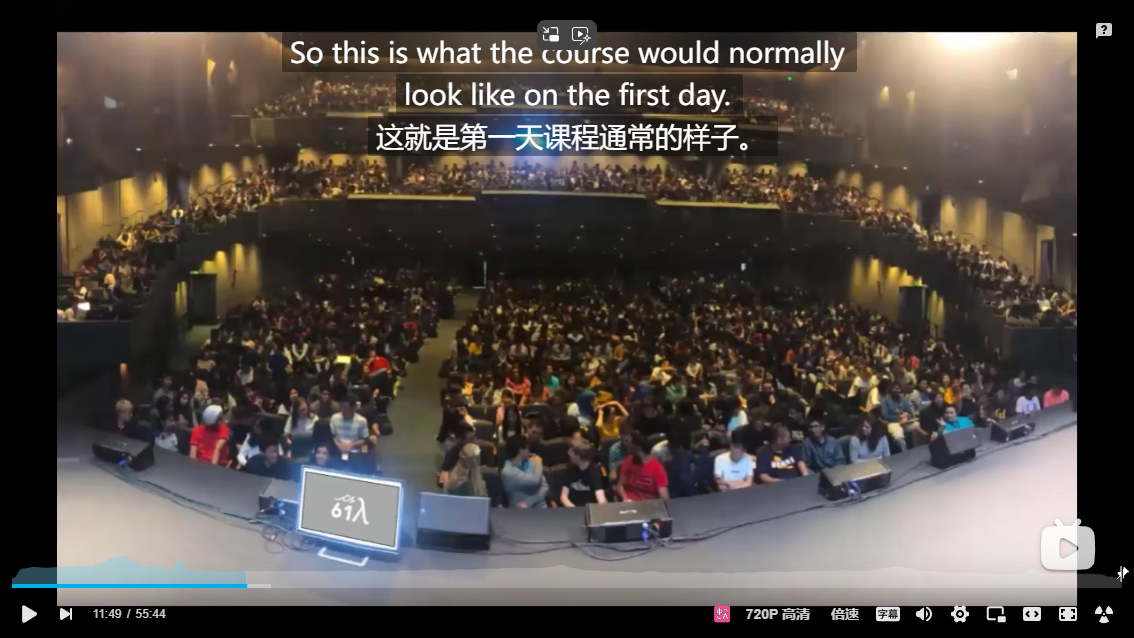 So this is what the course would normally
look like on the first day.
这就是第一天课程通常的样子。
CS
61λ
11:49 / 55:44
720P 高清
倍速
字幕